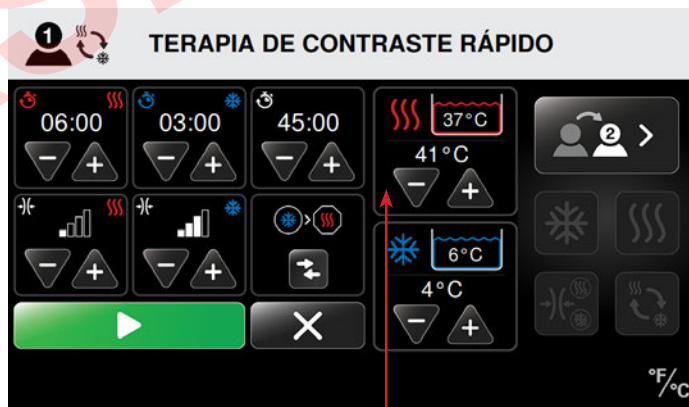 1 TERAPIA DE CONTRASTE RÁPIDO
06:00 03:00 45:00
37°C
41°C
2
6°C
4°C
°F/°C